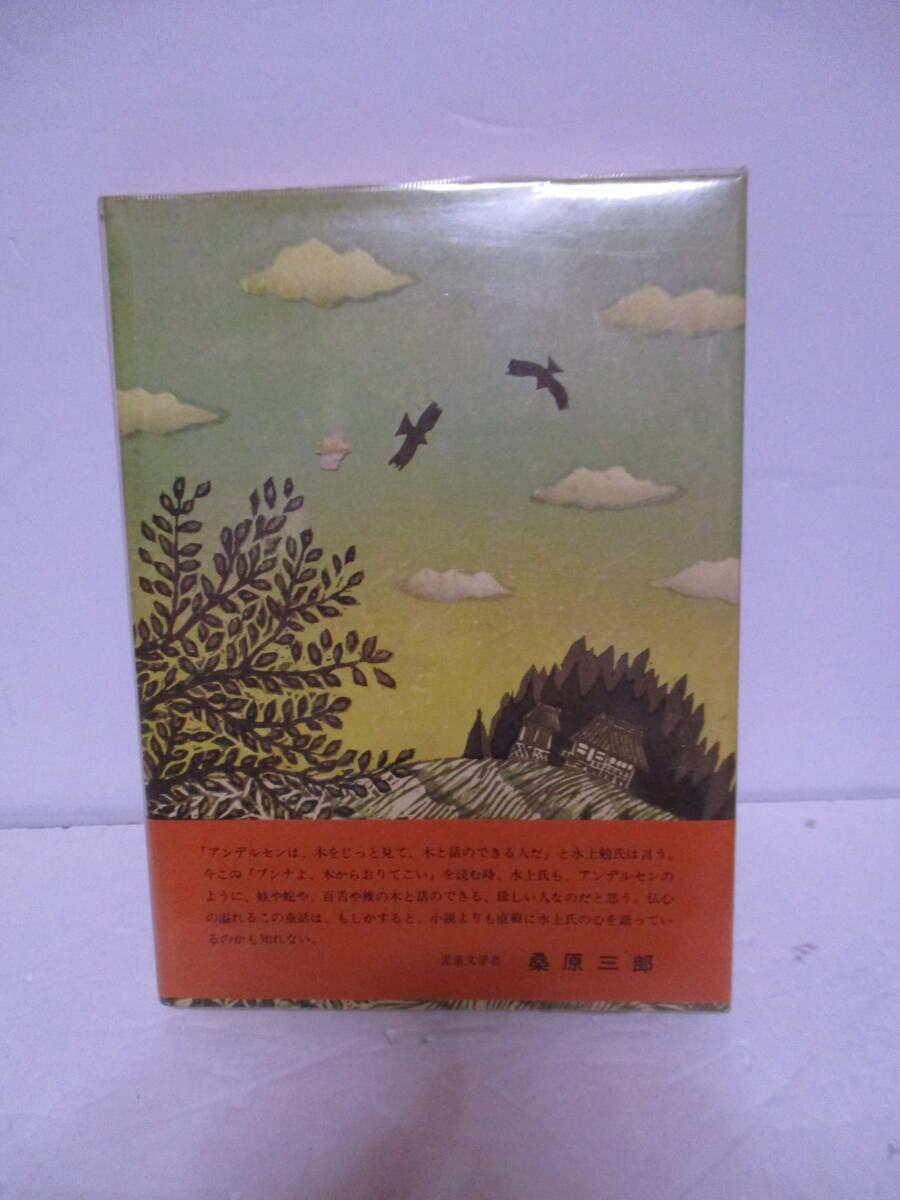 「アンデルセンは、木をじっと見て、木と話のできる人だ」と水上勉氏は言う。
今この『ブンナよ、木からおりてこい』を読む時、水上氏も、アンデルセンの
ように、蛙や蛇や、百舌や椎の木と話のできる、珍しい人なのだと思う。仏心
の溢れるこの童話は、もしかすると、小説よりも直截に水上氏の心を語ってい
るのかも知れない。
児童文学者 桑原三郎